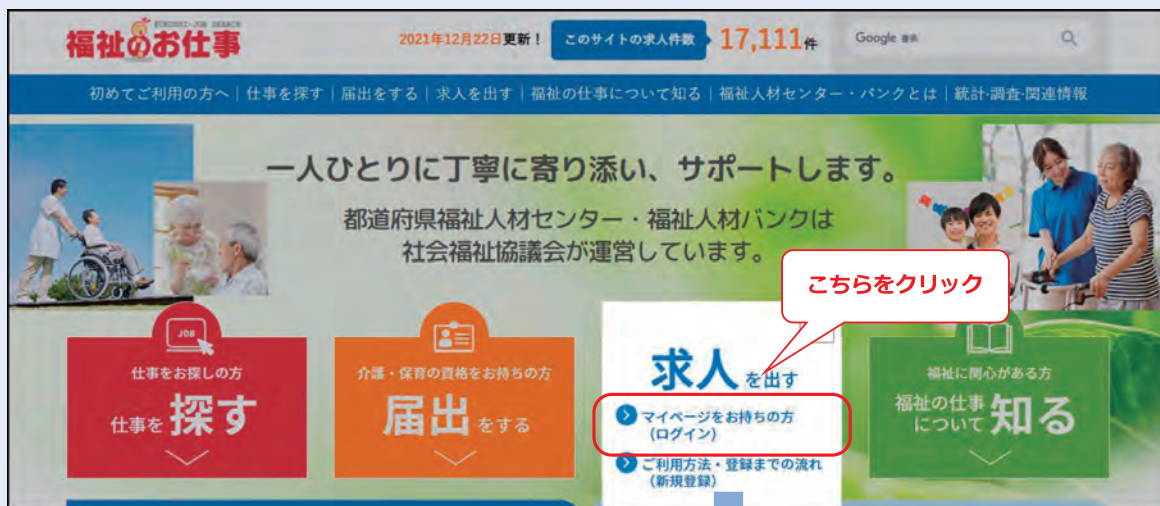 FUKUSHI-JOB SEARCH
福祉のお仕事
2021年12月22日更新！
このサイトの求人件数
17,111件
Google 検索
初めてご利用の方へ｜仕事を探す｜届出をする｜求人を出す｜福祉の仕事について知る｜福祉人材センター・バンクとは｜統計·調査·関連情報
一人ひとりに丁寧に寄り添い、サポートします。
都道府県福祉人材センター・福祉人材バンクは
社会福祉協議会が運営しています。
こちらをクリック
JOB
仕事をお探しの方
仕事を 探す
介護・保育の資格をお持ちの方
届出をする
求人を出す
マイページをお持ちの方
（ログイン）
ご利用方法・登録までの流れ
（新規登録）
福祉に関心がある方
福祉の仕事
について 知る